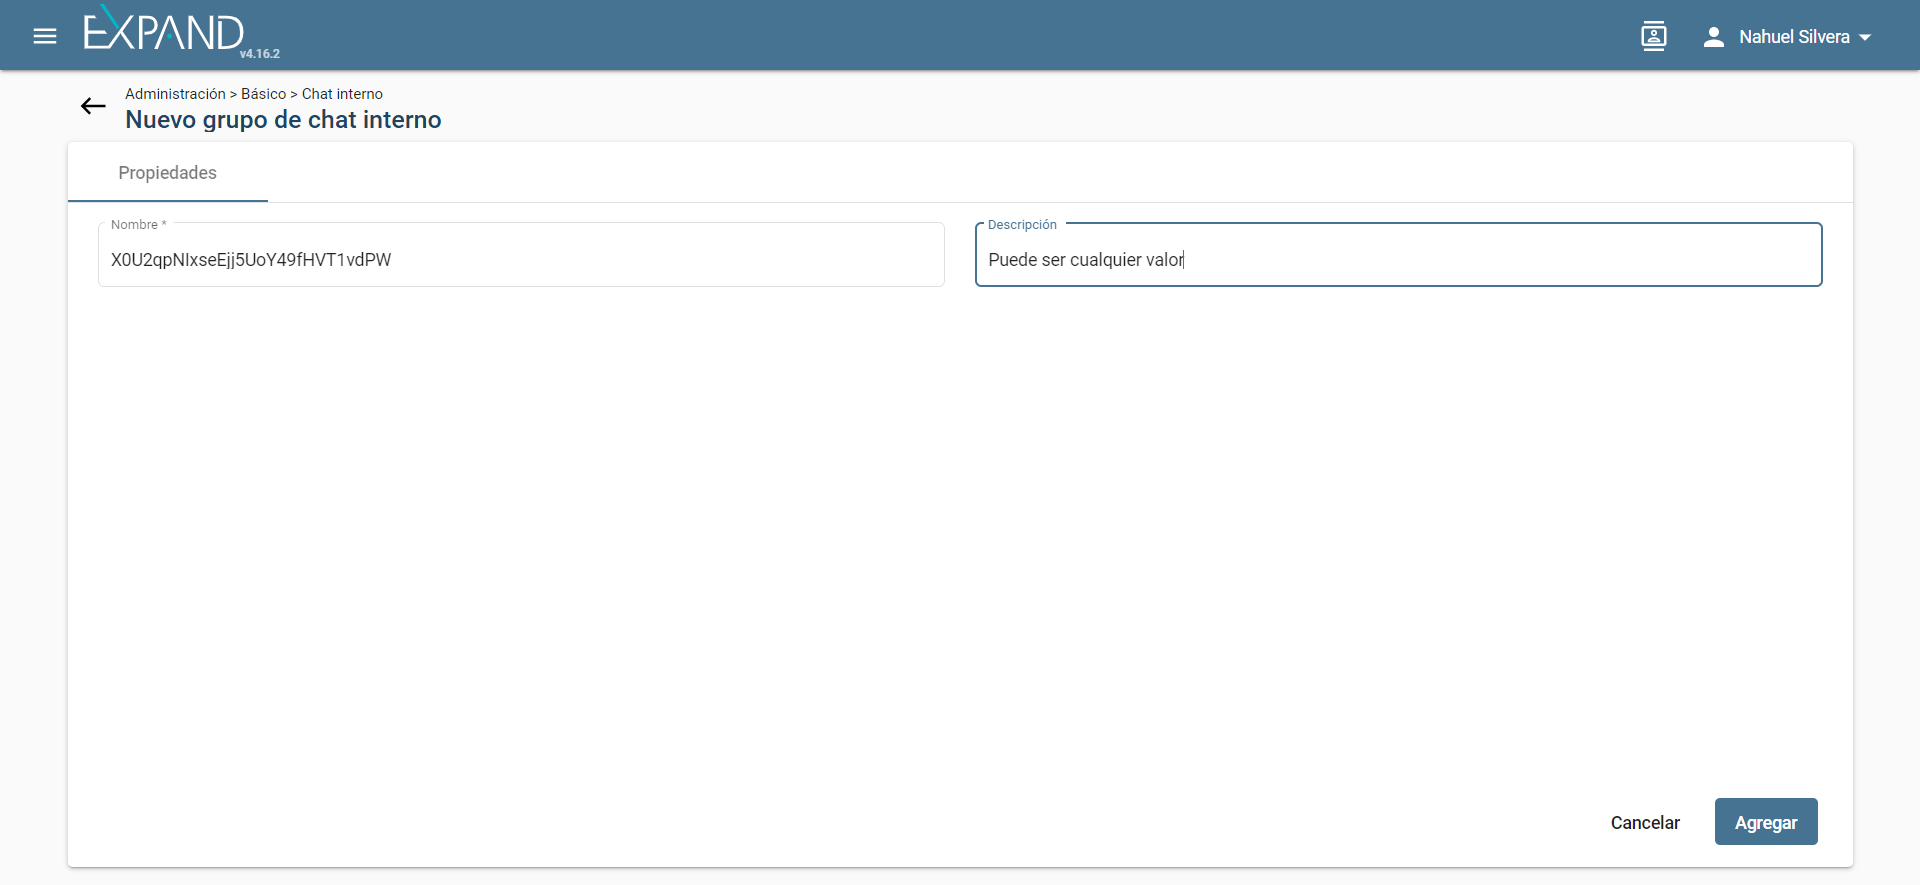 EXPAND
v4.16.2
Nahuel Silvera
Administración > Básico > Chat interno
Nuevo grupo de chat interno
Propiedades
Nombre *
X0U2qpNIxseEjj5UoY49fHVT1vdPW
Descripción
Puede ser cualquier valor
Cancelar
Agregar